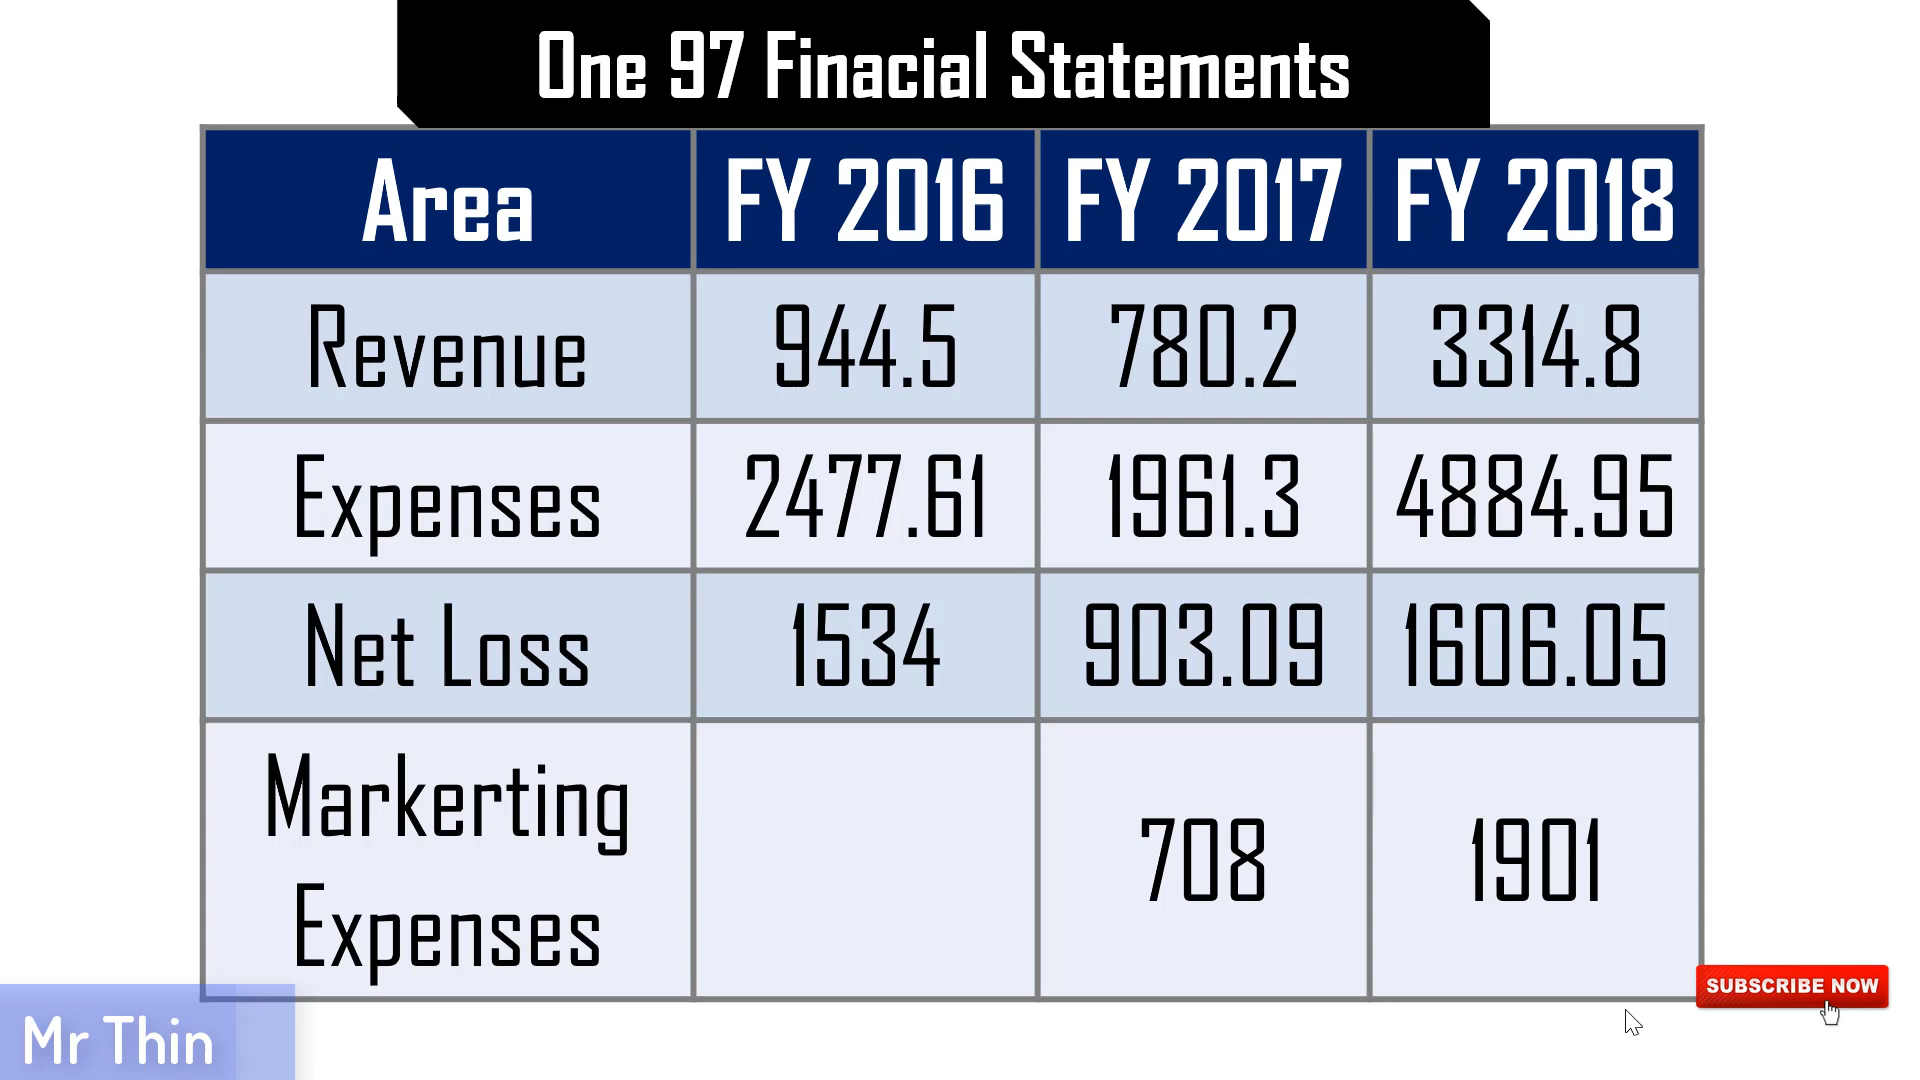 One 97 Finacial Statements
Area FY 2016 FY 2017 FY 2018
Revenue 944.5 780.2 3314.8
Expenses 2477.61 1961.3 4884.95
Net Loss 1534 903.09 1606.05
Markerting
Expenses 708 1901
SUBSCRIBE NOW
Mr Thin